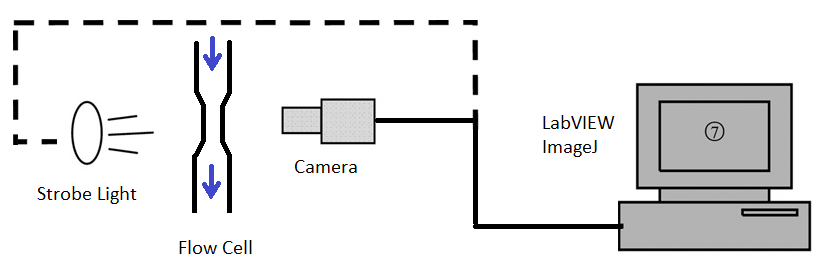 LabVIEW
ImageJ
⑦
Camera
Strobe Light
Flow Cell